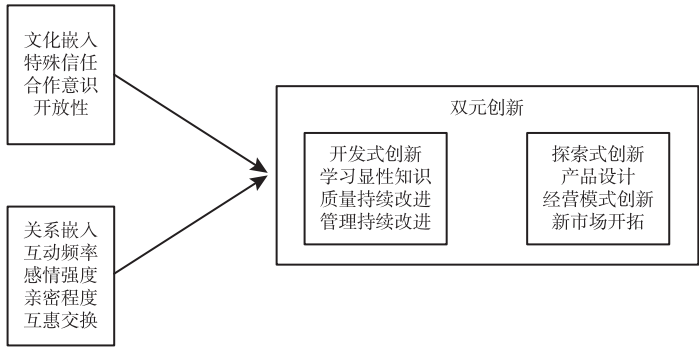 文化嵌入
特殊信任
合作意识
开放性
关系嵌入
互动频率
感情强度
亲密程度
互惠交换
双元创新
开发式创新
学习显性知识
质量持续改进
管理持续改进
探索式创新
产品设计
经营模式创新
新市场开拓